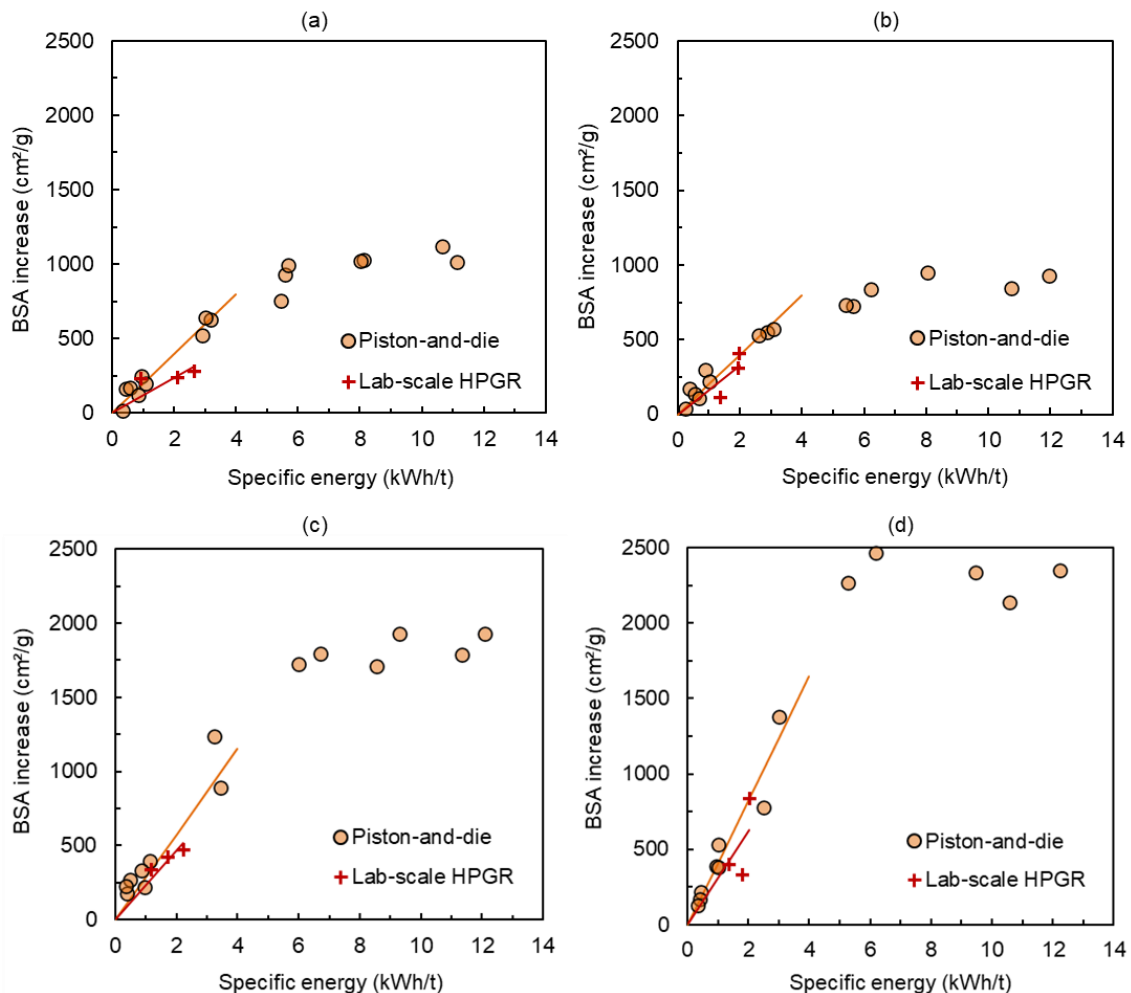 (a)
2500
2000
1500
1000
500
0
BSA increase (cm²/g)
Piston-and-die
Lab-scale HPGR
0 2 4 6 8 10 12 14
Specific energy (kWh/t)
(b)
2500
2000
1500
1000
500
0
BSA increase (cm²/g)
Piston-and-die
Lab-scale HPGR
0 2 4 6 8 10 12 14
Specific energy (kWh/t)
(c)
2500
2000
1500
1000
500
0
BSA increase (cm²/g)
Piston-and-die
Lab-scale HPGR
0 2 4 6 8 10 12 14
Specific energy (kWh/t)
(d)
2500
2000
1500
1000
500
0
BSA increase (cm²/g)
Piston-and-die
Lab-scale HPGR
0 2 4 6 8 10 12 14
Specific energy (kWh/t)